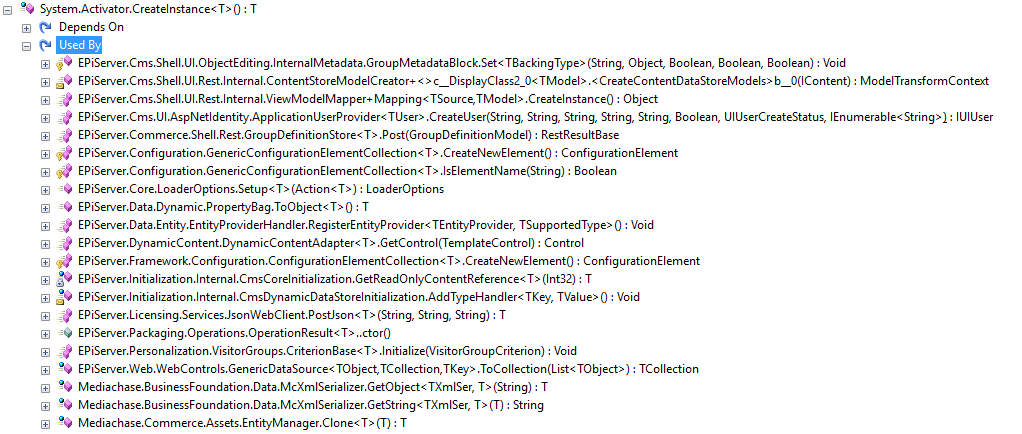 System.Activator.CreateInstance<T>() : T
Depends On
Used By
EPiServer.Cms.Shell.UI.ObjectEditing.InternalMetadata.GroupMetadataBlock.Set<TBackingType>(String, Object, Boolean, Boolean, Boolean) : Void
EPiServer.Cms.Shell.UI.Rest.Internal.ContentStoreModelCreator+<>c__DisplayClass2_0<TModel>.<CreateContentDataStoreModels>b__0(IContent) : ModelTransformContext
EPiServer.Cms.Shell.UI.Rest.Internal.ViewModelMapper+Mapping<TSource,TModel>.CreateInstance() : Object
EPiServer.Cms.UI.AspNetIdentity.ApplicationUserProvider<TUser>.CreateUser(String, String, String, String, String, Boolean, UIUserCreateStatus, IEnumerable<String>) : IUIUser
EPiServer.Commerce.Shell.Rest.GroupDefinitionStore<T>.Post(GroupDefinitionModel) : RestResultBase
EPiServer.Configuration.GenericConfigurationElementCollection<T>.CreateNewElement() : ConfigurationElement
EPiServer.Configuration.GenericConfigurationElementCollection<T>.IsElementName(String) : Boolean
EPiServer.Core.LoaderOptions.Setup<T>(Action<T>) : LoaderOptions
EPiServer.Data.Dynamic.PropertyBag.ToObject<T>() : T
EPiServer.Data.Entity.EntityProviderHandler.RegisterEntityProvider<TEntityProvider, TSupportedType>() : Void
EPiServer.DynamicContent.DynamicContentAdapter<T>.GetControl(TemplateControl) : Control
EPiServer.Framework.Configuration.ConfigurationElementCollection<T>.CreateNewElement() : ConfigurationElement
EPiServer.Initialization.Internal.CmsCoreInitialization.GetReadOnlyContentReference<T>(Int32) : T
EPiServer.Initialization.Internal.CmsDynamicDataStoreInitialization.AddTypeHandler<TKey, TValue>() : Void
EPiServer.Licensing.Services.JsonWebClient.PostJson<T>(String, String, String) : T
EPiServer.Packaging.Operations.OperationResult<T>..ctor()
EPiServer.Personalization.VisitorGroups.CriterionBase<T>.Initialize(VisitorGroupCriterion) : Void
EPiServer.Web.WebControls.GenericDataSource<TObject,TCollection,TKey>.ToCollection(List<TObject>) : TCollection
Mediachase.BusinessFoundation.Data.McXmlSerializer.GetObject<TXmlSer, T>(String) : T
Mediachase.BusinessFoundation.Data.McXmlSerializer.GetString<TXmlSer, T>(T) : String
Mediachase.Commerce.Assets.EntityManager.Clone<T>(T) : T